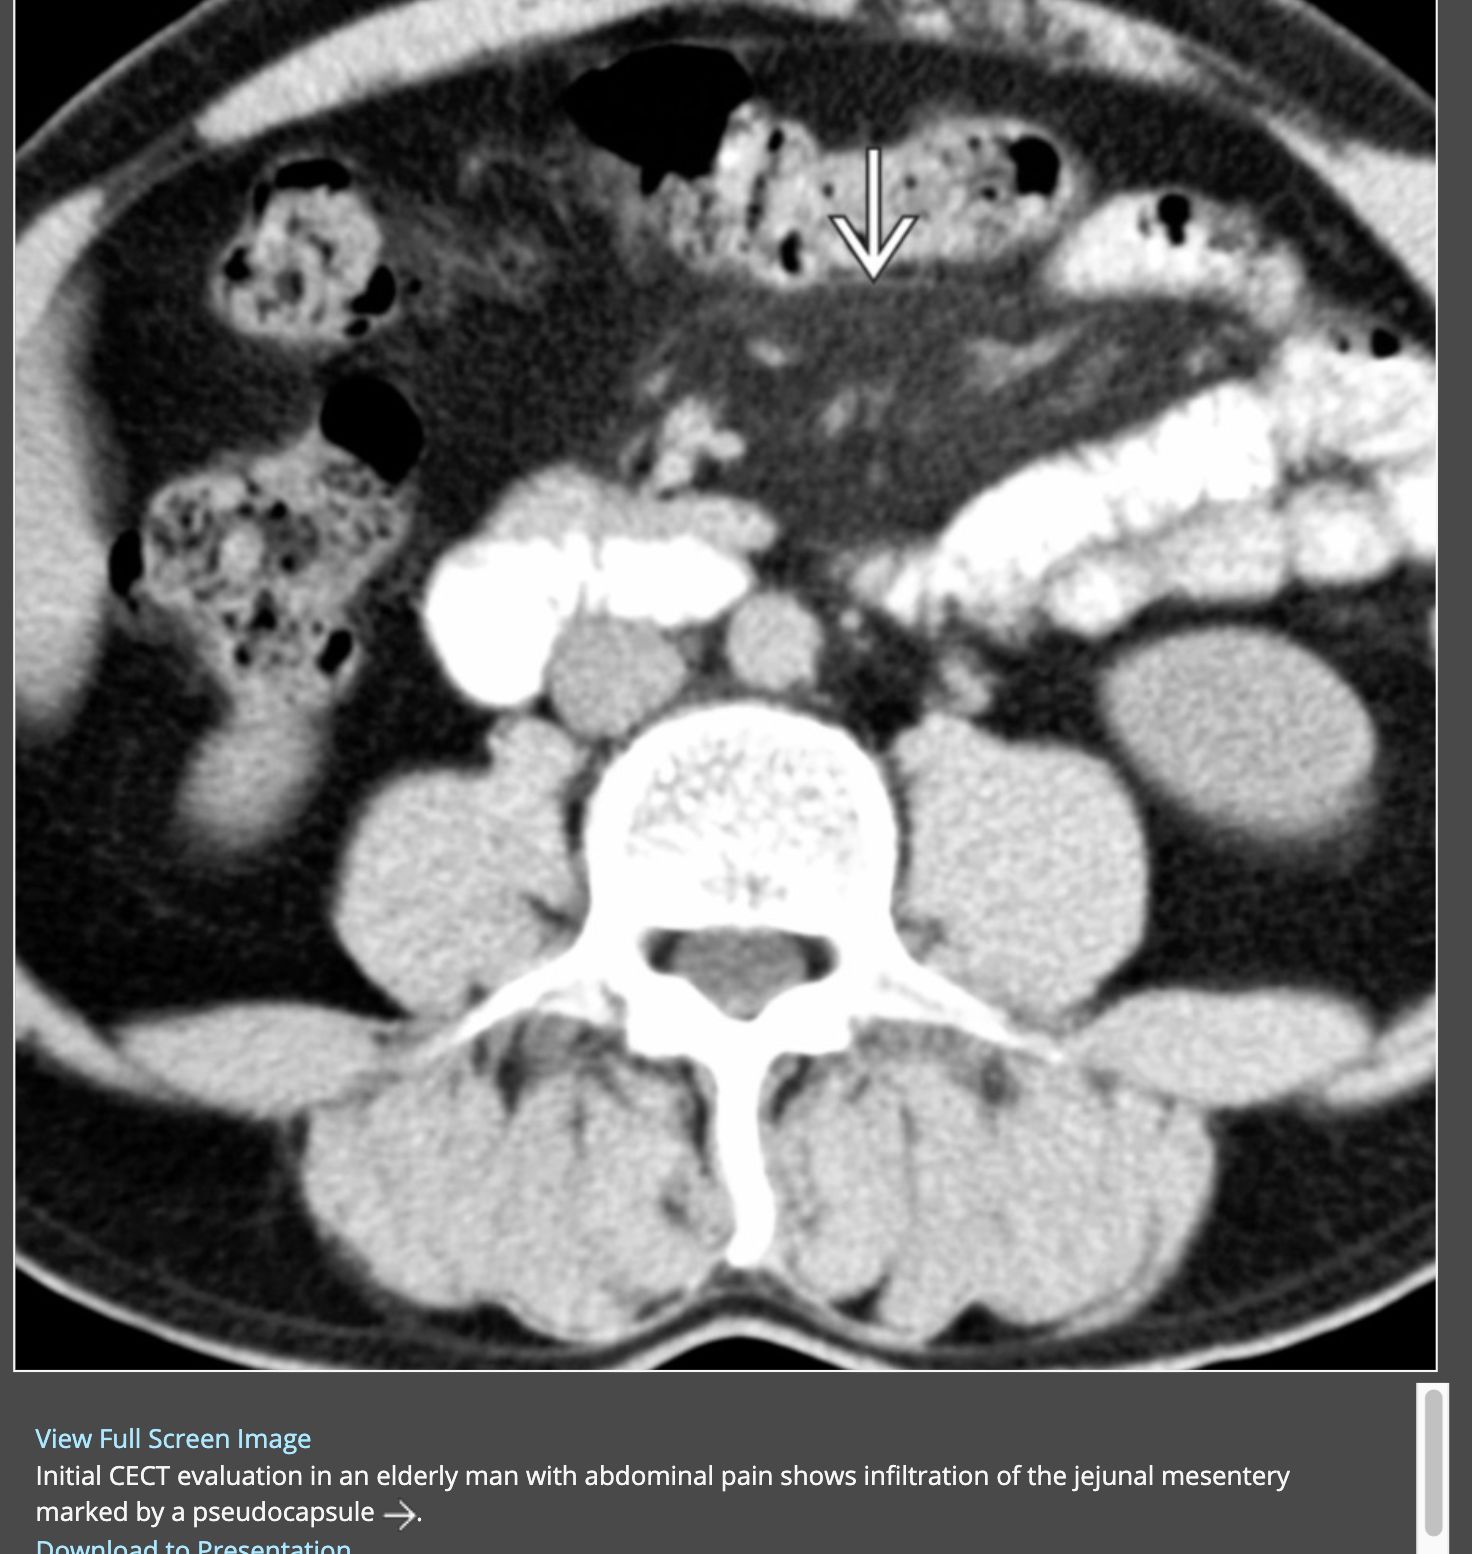 View Full Screen Image
Initial CECT evaluation in an elderly man with abdominal pain shows infiltration of the jejunal mesentery
marked by a pseudocapsule →.
Download to Presentation